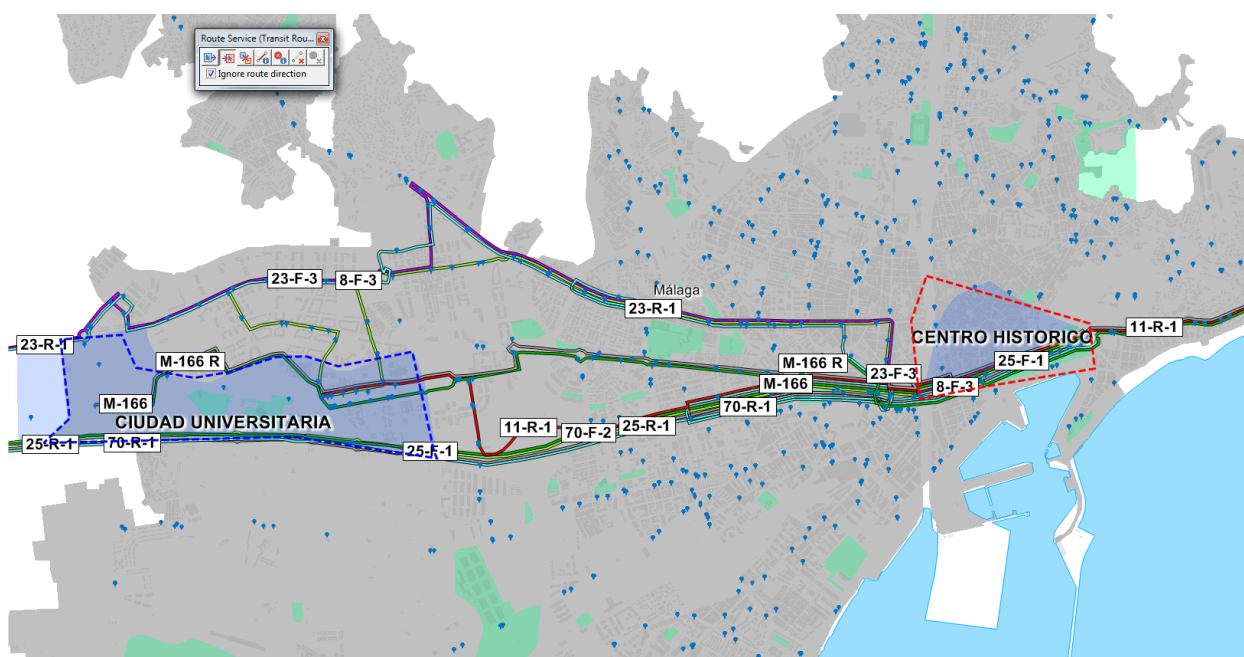 Route Service (Transit Rou...
Ignore route direction
23-F-3
8-F-3
Málaga
23-R-1
11-R-1
CENTRO HISTORICO
23-R-1
M-166 R
M-166 R
25-F-1
23-F-3
8-F-3
M-166
M-166
70-R-1
CIUDAD UNIVERSITARIA
11-R-1
25-R-1
70-F-2
25-R-1
70-R-1
25-F-1